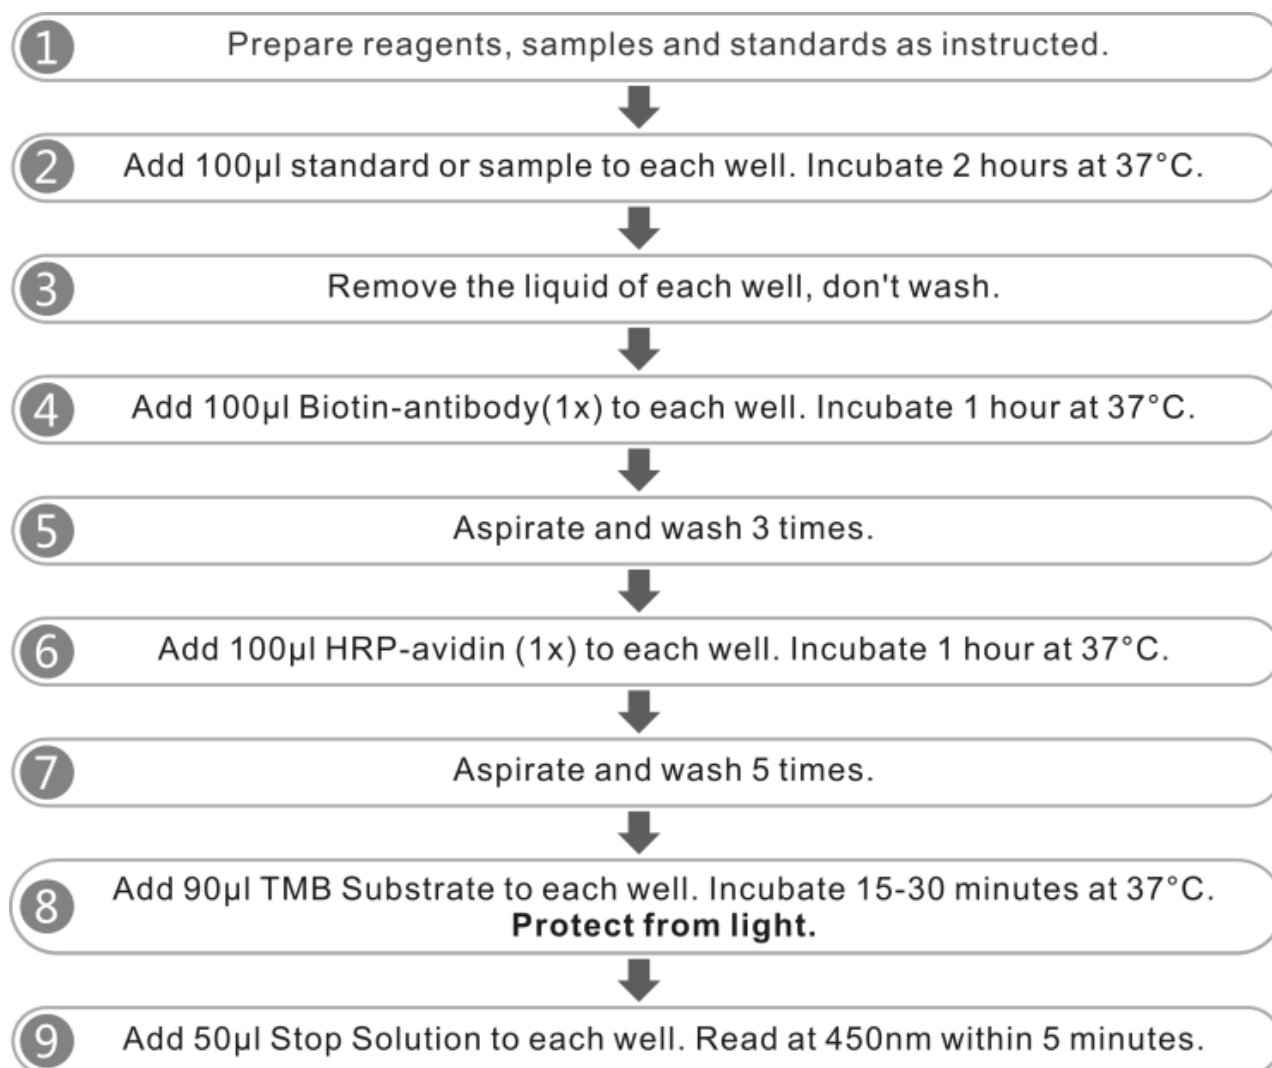 1 Prepare reagents, samples and standards as instructed.
2 Add 100µl standard or sample to each well. Incubate 2 hours at 37°C.
3 Remove the liquid of each well, don't wash.
4 Add 100µl Biotin-antibody(1x) to each well. Incubate 1 hour at 37°C.
5 Aspirate and wash 3 times.
6 Add 100µl HRP-avidin (1x) to each well. Incubate 1 hour at 37°C.
7 Aspirate and wash 5 times.
8 Add 90µl TMB Substrate to each well. Incubate 15-30 minutes at 37°C.
Protect from light.
9 Add 50µl Stop Solution to each well. Read at 450nm within 5 minutes.